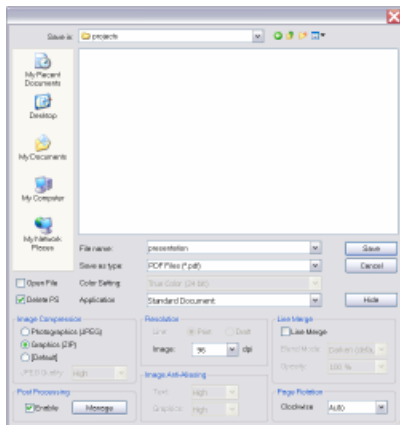 Save in: projects
My Recent
Documents
Desktop
My Documents
My Computer
My Network
Places
File name: presentation Save
Save as type: PDF Files (*.pdf) Cancel
Open File Color Setting: True Color (24 bit)
Delete PS Application Standard Document Hide
Image Compression
Photographics (JPEG)
Graphics (ZIP)
(Default)
JPEG Quality: High
Resolution
Line: Print Draft
Image: 96 dpi
Image Anti-Aliasing
Text: High
Graphics: High
Line Merge
Line Merge
Blend Mode: Darken
Opacity: 100 %
Post Processing
Enable Manage
Page Rotation
Clockwise Auto